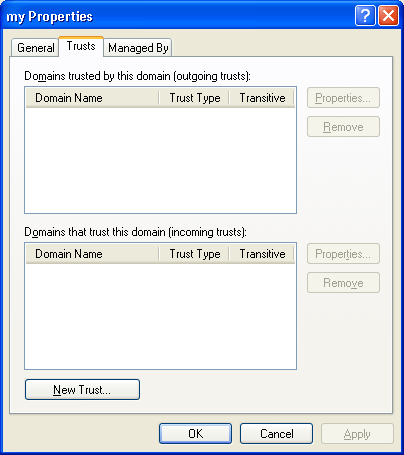 my Properties
General Trusts Managed By
Domains trusted by this domain (outgoing trusts):
Domain Name Trust Type Transitive
Properties...
Remove
Domains that trust this domain (incoming trusts):
Domain Name Trust Type Transitive
Properties...
Remove
New Trust...
OK Cancel Apply